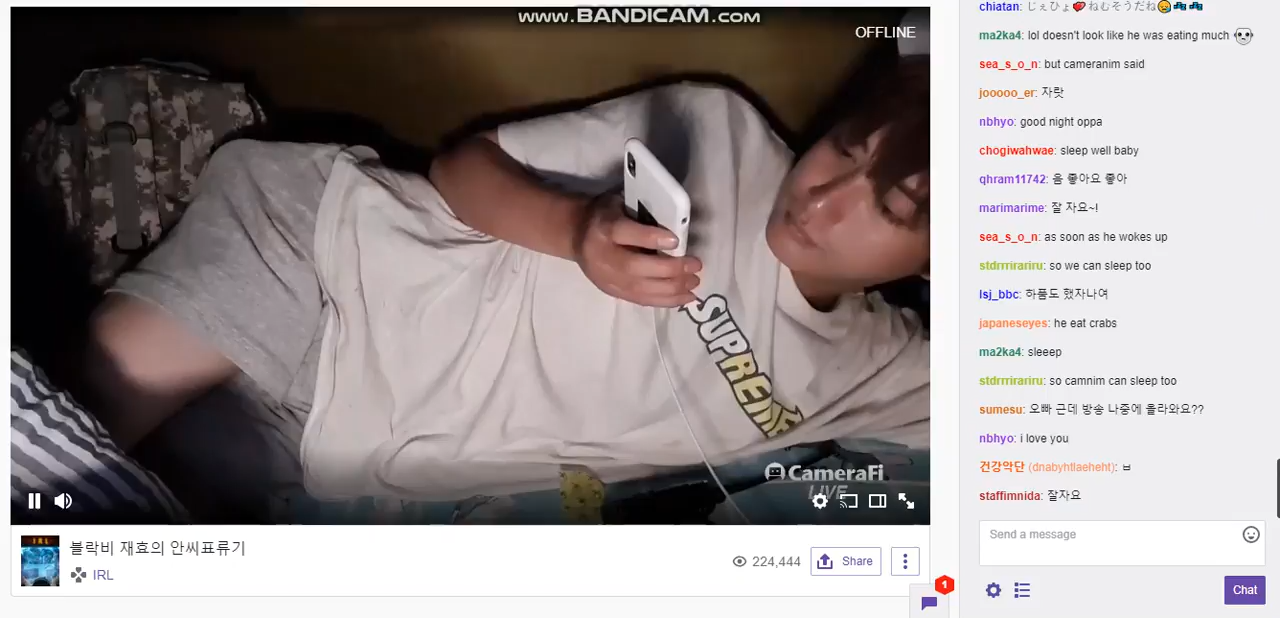 www.BANDICAM.com
OFFLINE
SUPREME
CameraFi
LIVE
블락비 재효의 안씨표류기
IRL
IRL
224,444
Share
1
chiatan: じぇひょ ねむそうだね
ma2ka4: lol doesn't look like he was eating much
sea_s_o_n: but cameranim said
jooooo_er: 자랏
nbhyo: good night oppa
chogiwahwae: sleep well baby
qhram11742: 음 좋아요 좋아
marimarime: 잘 자요~!
sea_s_o_n: as soon as he wokes up
stdrrrirariru: so we can sleep too
lsj_bbc: 하품도 했자나여
japaneseyes: he eat crabs
ma2ka4: sleeep
stdrrrirariru: so camnim can sleep too
sumesu: 오빠 근데 방송 나중에 올라와요??
nbhyo: i love you
건강악단 (dnabyhtlaeheht): ㅂ
staffimnida: 잘자요
Send a message
Chat